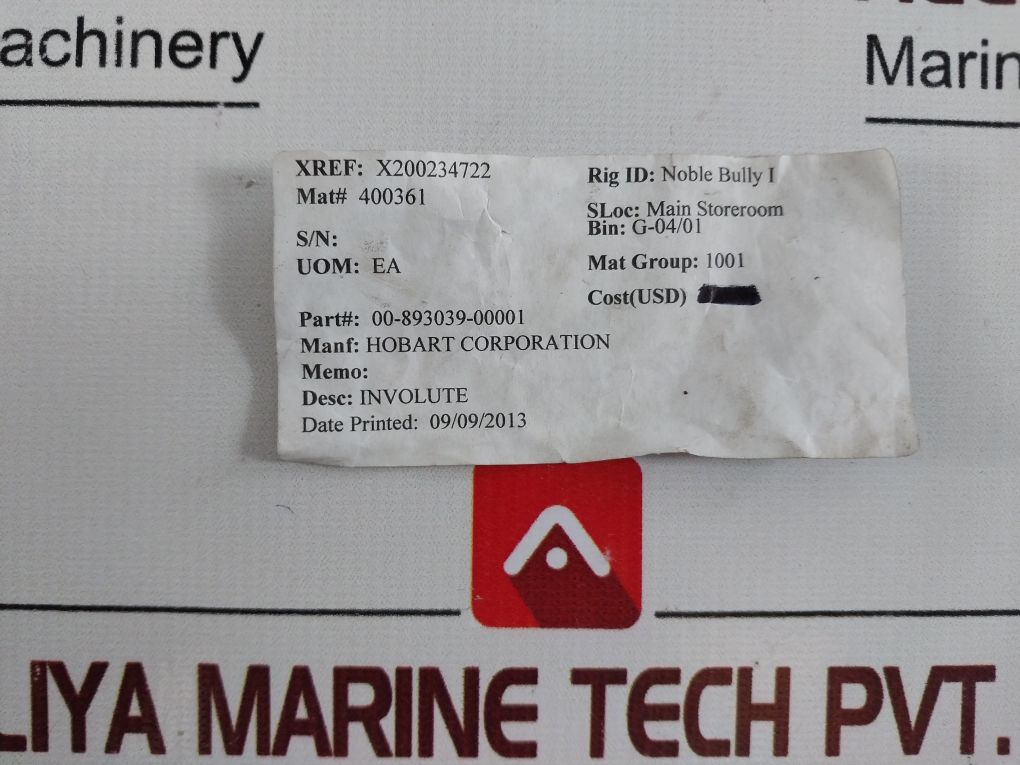 achinery
Marin
XREF: X200234722
Mat# 400361
S/N:
UOM: EA
Part#: 00-893039-00001
Manf: HOBART CORPORATION
Memo:
Desc: INVOLUTE
Date Printed: 09/09/2013
Rig ID: Noble Bully I
SLoc: Main Storeroom
Bin: G-04/01
Mat Group: 1001
Cost(USD)
LIYA MARINE TECH PVT.